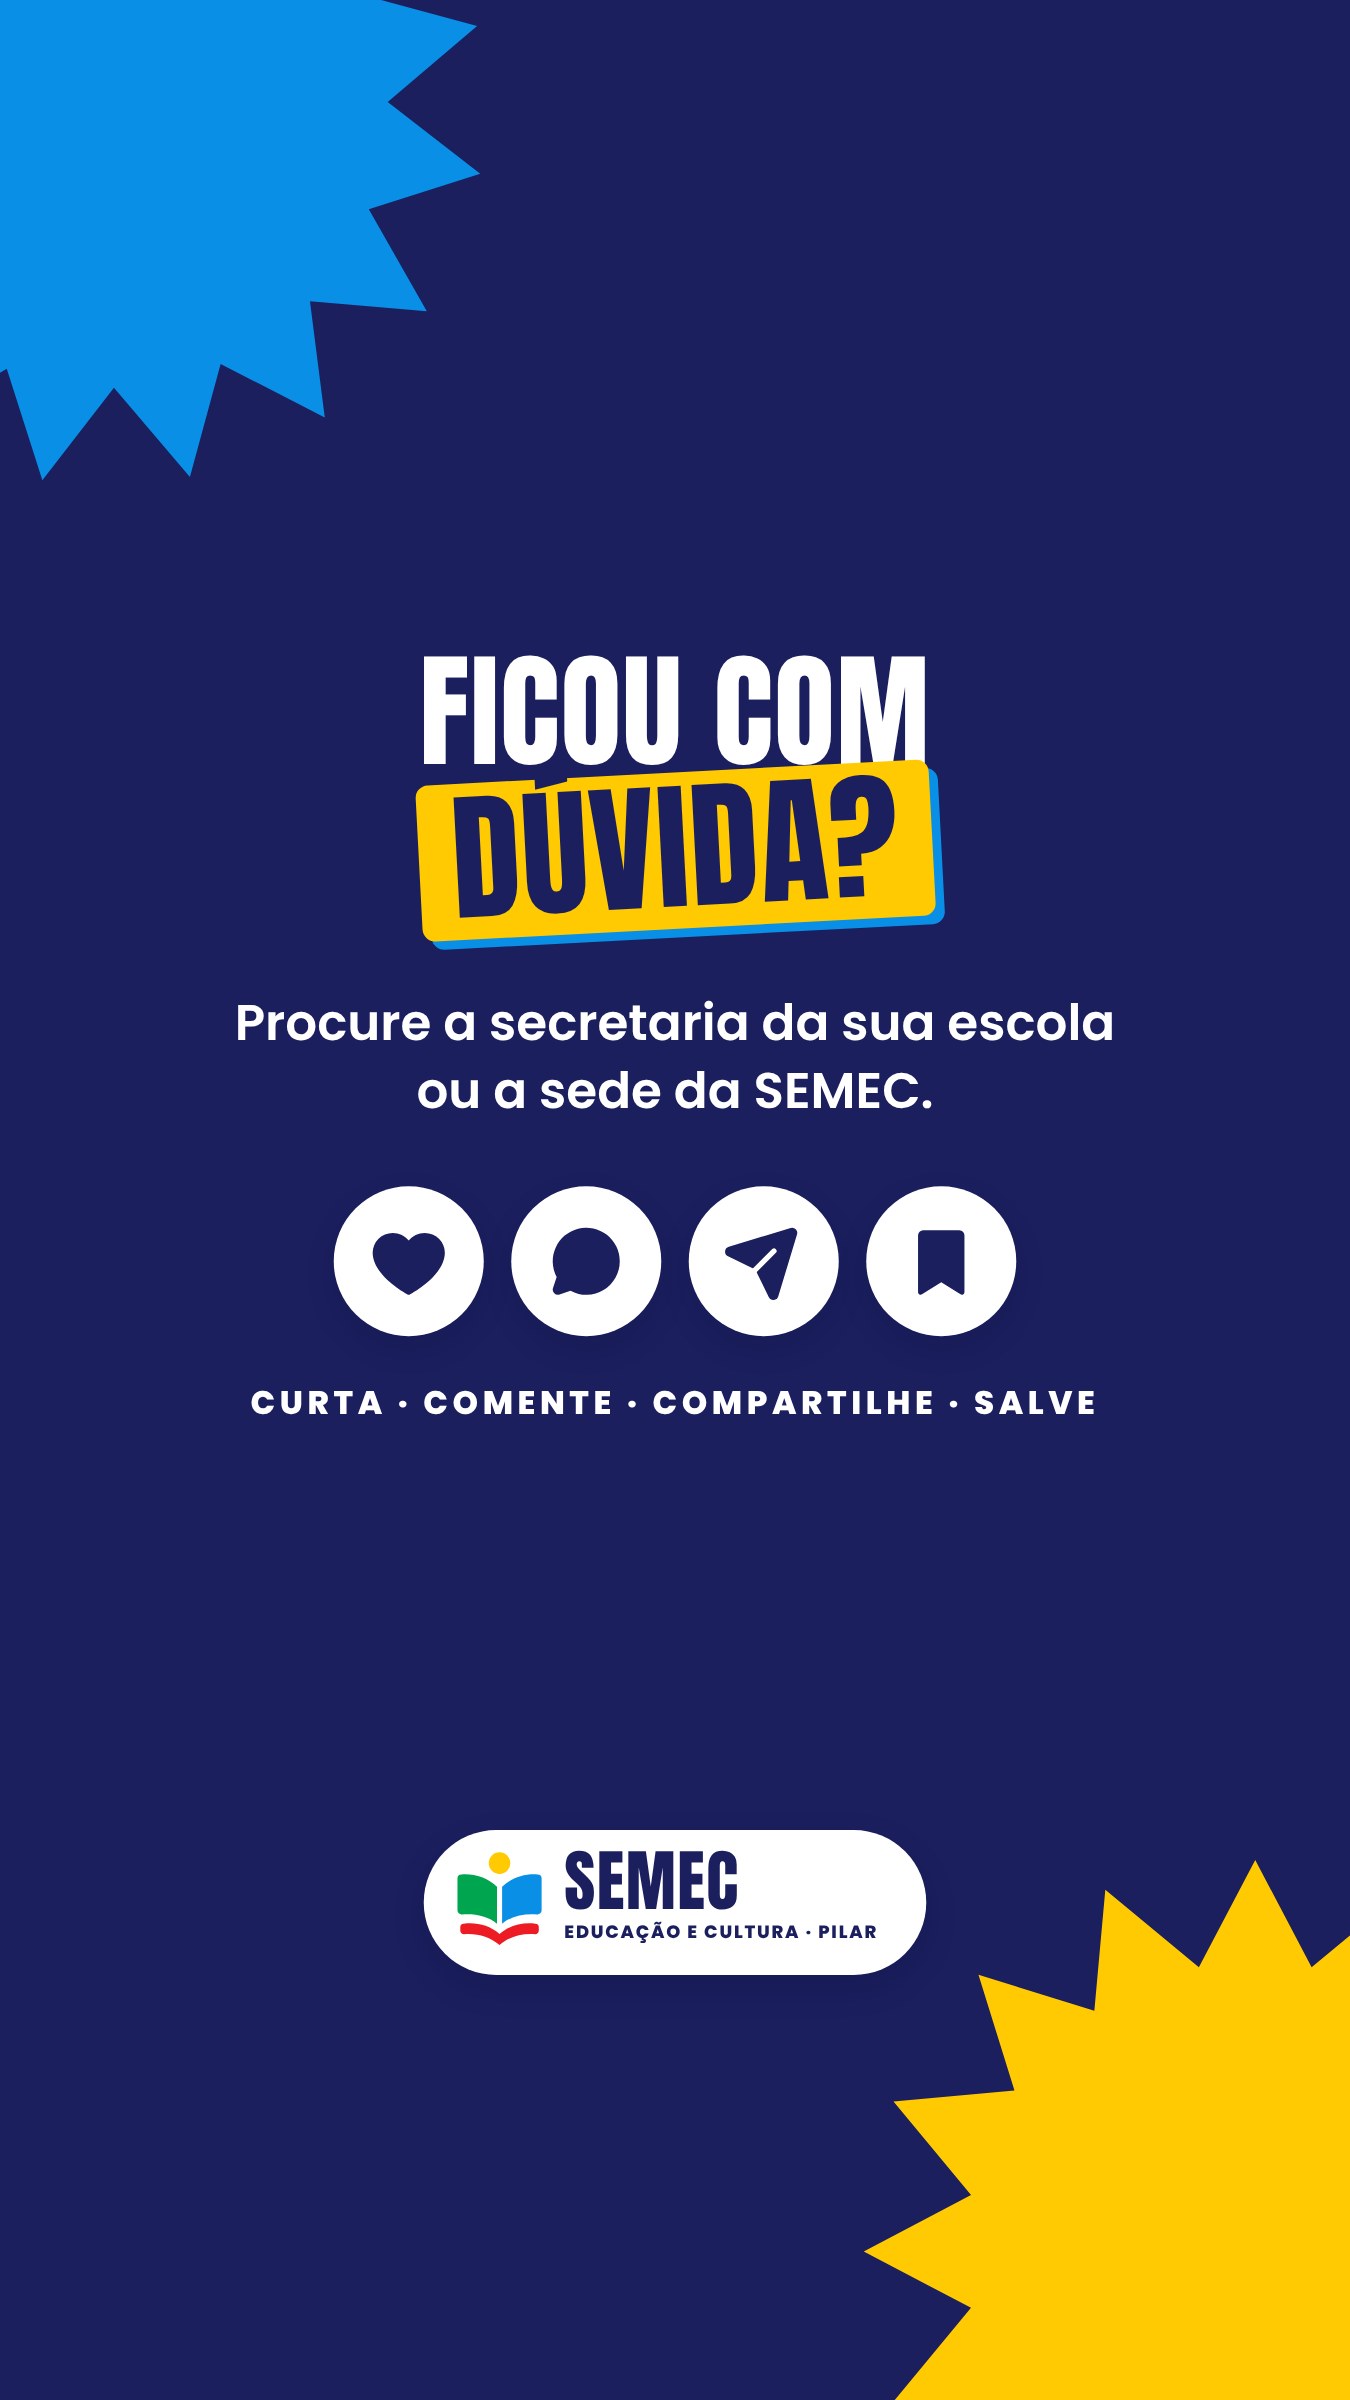 FICOU COM
DÚVIDA?
Procure a secretaria da sua escola
ou a sede da SEMEC.
CURTA · COMENTE · COMPARTILHE · SALVE
SEMEC
EDUCAÇÃO E CULTURA · PILAR